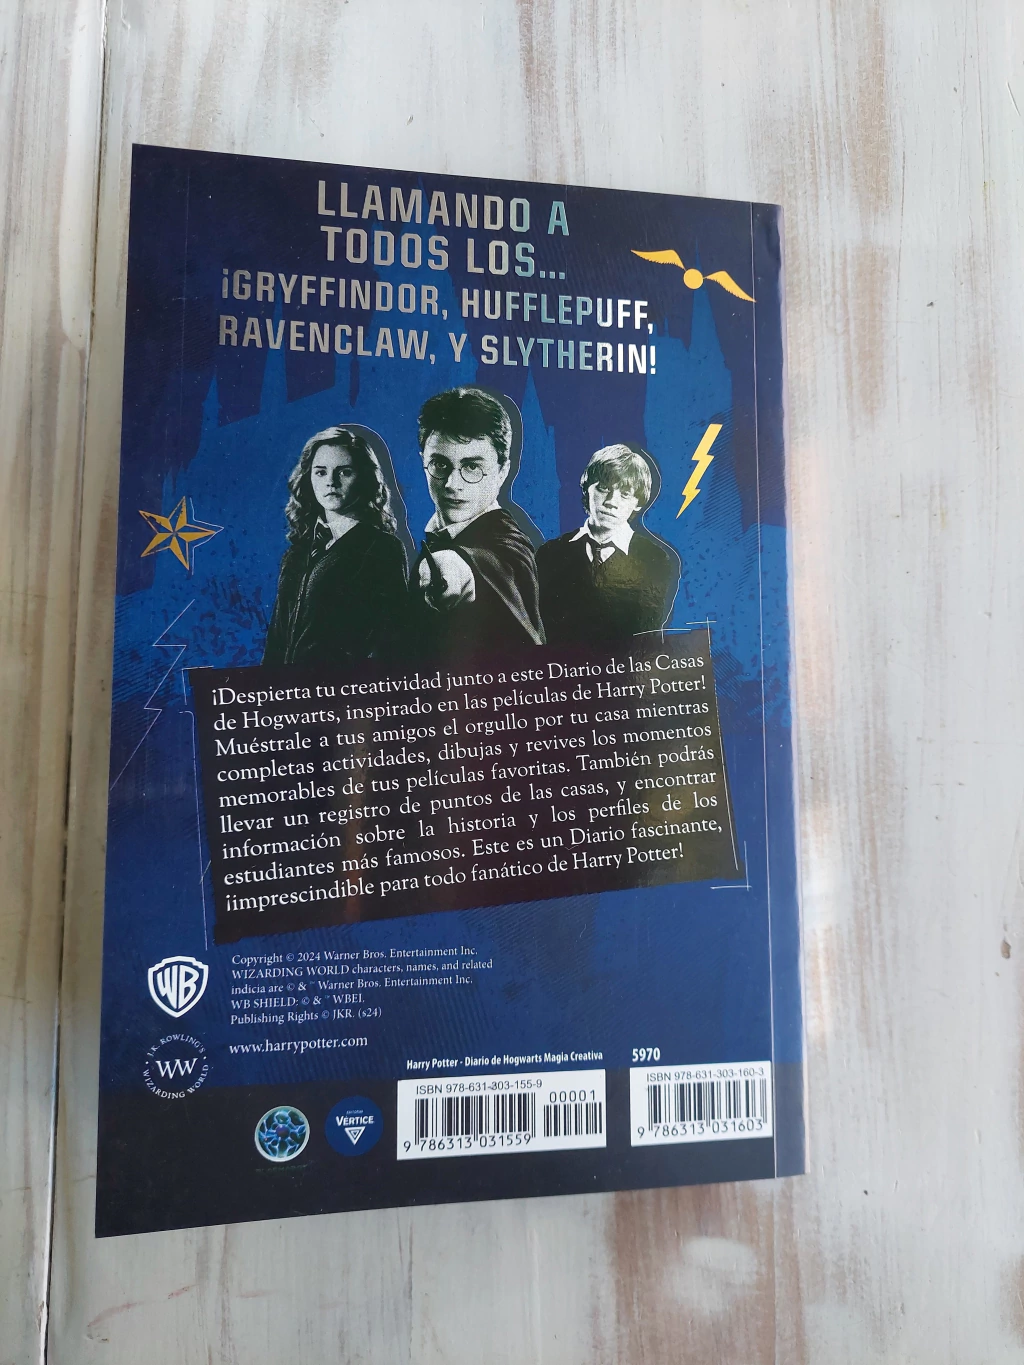 LLAMANDO A
TODOS LOS...
¡GRYFFINDOR, HUFFLEPUFF,
RAVENCLAW, Y SLYTHERIN!
¡Despierta tu creatividad junto a este Diario de las Casas
de Hogwarts, inspirado en las películas de Harry Potter!
Muéstrale a tus amigos el orgullo por tu casa mientras
completas actividades, dibujas y revives los momentos
memorables de tus películas favoritas. También podrás
llevar un registro de puntos de las casas, y encontrar
información sobre la historia y los perfiles de los
estudiantes más famosos. Este es un Diario fascinante,
¡imprescindible para todo fanático de Harry Potter!
WB
Copyright © 2024 Warner Bros. Entertainment Inc.
WIZARDING WORLD characters, names, and related
indicia are © & ™ Warner Bros. Entertainment Inc.
WB SHIELD: © & ™ WBEI.
Publishing Rights © JKR. (s24)
J.K. ROWLING'S
WW
WIZARDING WORLD
www.harrypotter.com
VÉRTICE
Harry Potter - Diario de Hogwarts Magia Creativa
ISBN 978-631-303-155-9
00001
9 786313 031559
5970
ISBN 978-631-303-160-3
9 786313 031603